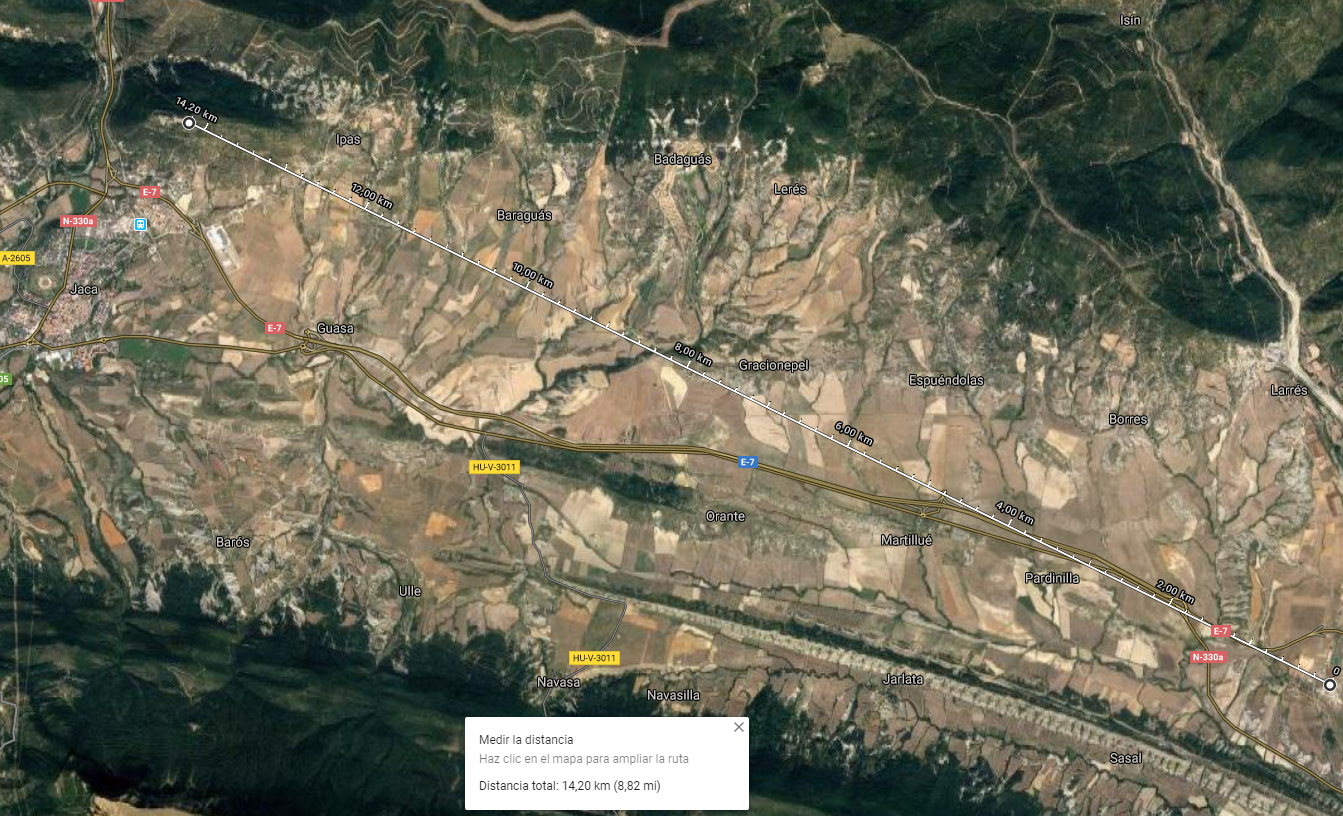 Isín
14,20 km
Ipas
Badaguás
E-7
Lerés
12,00 km
N-330a
Baraguás
A-2605
10,00 km
Jaca
E-7
Guasa
8,00 km
Gracionepel
05
Espuéndolas
Larrés
Borres
6,00 km
E-7
HU-V-3011
4,00 km
Orante
Martillué
Barós
Pardinilla
Ulle
2,00 km
E-7
HU-V-3011
N-330a
0
Navasa
Jarlata
Navasilla
Sasal
Medir la distancia
Haz clic en el mapa para ampliar la ruta
Distancia total: 14,20 km (8,82 mi)